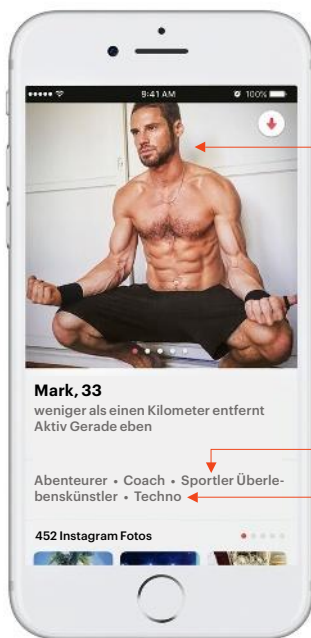 9:41 AM
100%
Mark, 33
weniger als einen Kilometer entfernt
Aktiv Gerade eben
Abenteurer • Coach • Sportler Überle-
benskünstler • Techno
452 Instagram Fotos